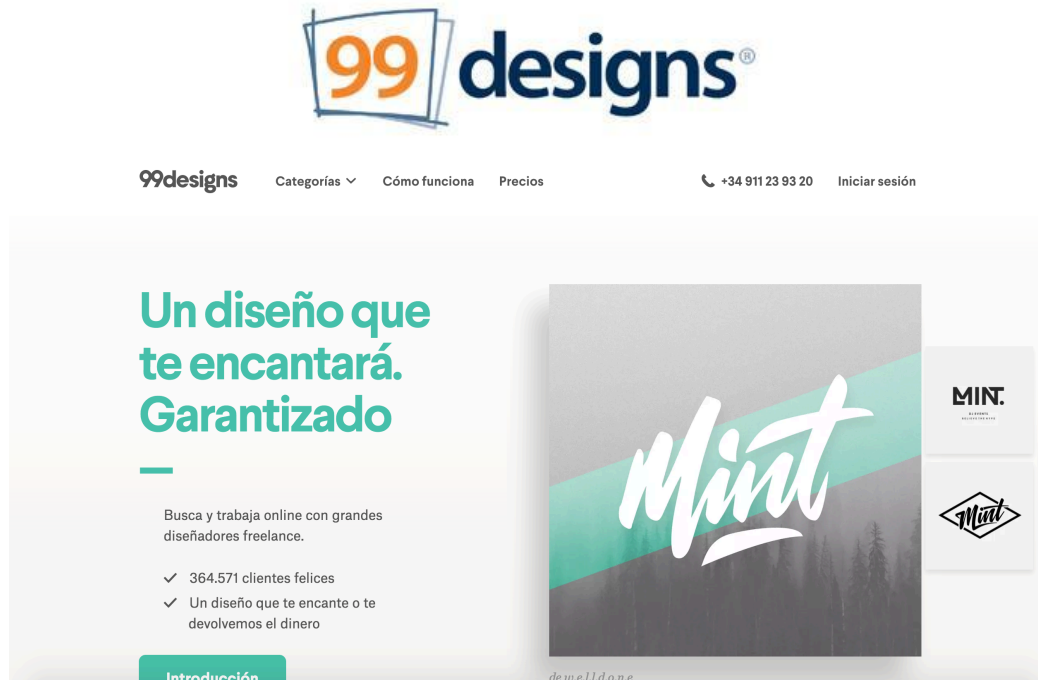 99 designs®
99designs
Categorías
Cómo funciona
Precios
+34 911 23 93 20
Iniciar sesión
Un diseño que
te encantará.
Garantizado
Busca y trabaja online con grandes
diseñadores freelance.
364.571 clientes felices
Un diseño que te encante o te
devolvemos el dinero
Introducción
Mint
MINT.
Mint
dewelldone